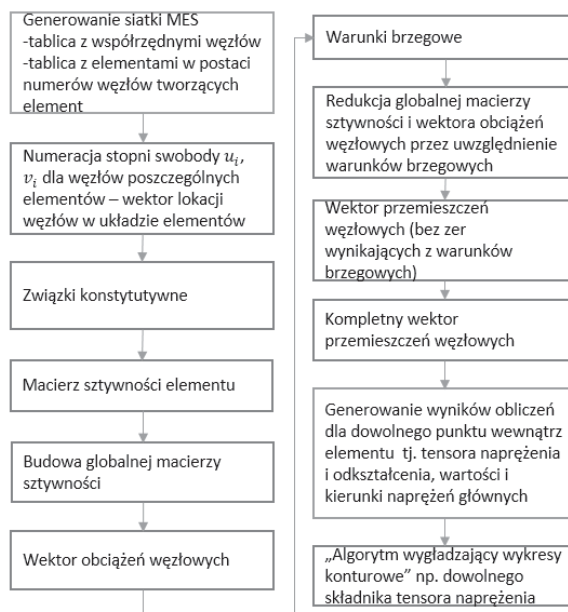 Generowanie siatki MES
-tablica z współrzędnymi węzłów
-tablica z elementami w postaci
numerów węzłów tworzących
element
Numeracja stopni swobody u_i,
v_i dla węzłów poszczególnych
elementów – wektor lokacji
węzłów w układzie elementów
Związki konstytutywne
Macierz sztywności elementu
Budowa globalnej macierzy
sztywności
Wektor obciążeń węzłowych
Warunki brzegowe
Redukcja globalnej macierzy
sztywności i wektora obciążeń
węzłowych przez uwzględnienie
warunków brzegowych
Wektor przemieszczeń
węzłowych (bez zer
wynikających z warunków
brzegowych)
Kompletny wektor
przemieszczeń węzłowych
Generowanie wyników obliczeń
dla dowolnego punktu wewnątrz
elementu tj. tensora naprężenia
i odkształcenia, wartości i
kierunki naprężeń głównych
„Algorytm wygładzający wykresy
konturowe” np. dowolnego
składnika tensora naprężenia